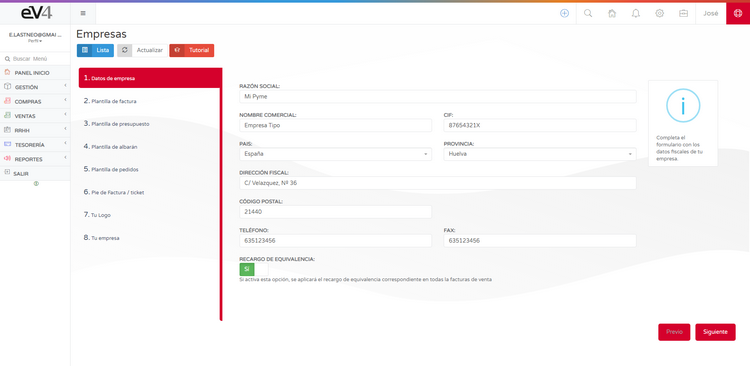 eV4
José
E.LASTNEO@GMAI ...
Perfil
Buscar Menú
PANEL INICIO
GESTIÓN
COMPRAS
VENTAS
RRHH
TESORERÍA
REPORTES
SALIR
Empresas
Lista
Actualizar
Tutorial
1. Datos de empresa
2. Plantilla de factura
3. Plantilla de presupuesto
4. Plantilla de albarán
5. Plantilla de pedidos
6. Pie de Factura / ticket
7. Tu Logo
8. Tu empresa
RAZÓN SOCIAL:
Mi Pyme
NOMBRE COMERCIAL:
CIF:
Empresa Tipo
87654321X
PAIS:
PROVINCIA:
España
Huelva
DIRECCIÓN FISCAL:
C/ Velazquez, Nº 36
CÓDIGO POSTAL:
21440
TELÉFONO:
FAX:
635123456
635123456
RECARGO DE EQUIVALENCIA:
Si
Si activa esta opción, se aplicará el recargo de equivalencia correspondiente en todas la facturas de venta
i
Completa el
formulario con los
datos fiscales de tu
empresa.
Previo
Siguiente